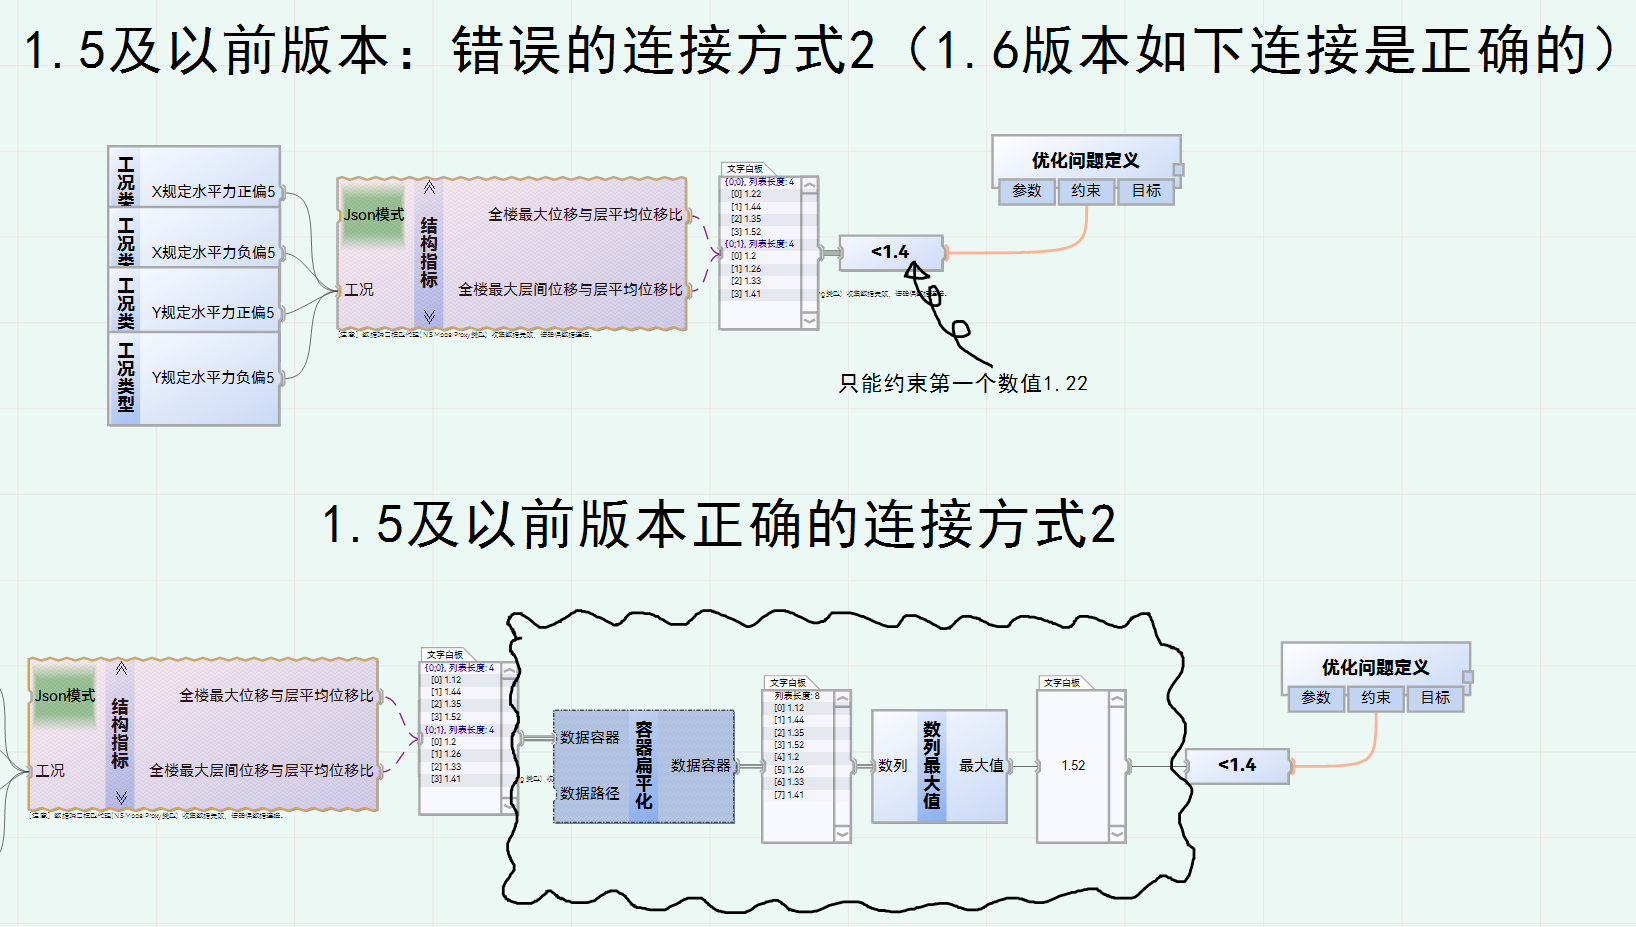 1.5及以前版本：错误的连接方式2（1.6版本如下连接是正确的）
工况类
X规定水平力正偏5
工况类
X规定水平力负偏5
工况类
Y规定水平力正偏5
工况类型
Y规定水平力负偏5
Json模式
工况
结构指标
全楼最大位移与层平均位移比
全楼最大层间位移与层平均位移比
文字白板
{0;0}, 列表长度: 4
[0] 1.22
[1] 1.44
[2] 1.35
[3] 1.52
{0;1}, 列表长度: 4
[0] 1.2
[1] 1.26
[2] 1.33
[3] 1.41
<1.4
优化问题定义
参数 约束 目标
只能约束第一个数值1.22
1.5及以前版本正确的连接方式2
Json模式
工况
结构指标
全楼最大位移与层平均位移比
全楼最大层间位移与层平均位移比
文字白板
{0;0}, 列表长度: 4
[0] 1.12
[1] 1.44
[2] 1.35
[3] 1.52
{0;1}, 列表长度: 4
[0] 1.2
[1] 1.26
[2] 1.33
[3] 1.41
数据容器
数据路径
容器扁平化
数据容器
文字白板
列表长度: 8
[0] 1.12
[1] 1.44
[2] 1.35
[3] 1.52
[4] 1.2
[5] 1.26
[6] 1.33
[7] 1.41
数列
数列最大值
最大值
文字白板
1.52
<1.4
优化问题定义
参数 约束 目标